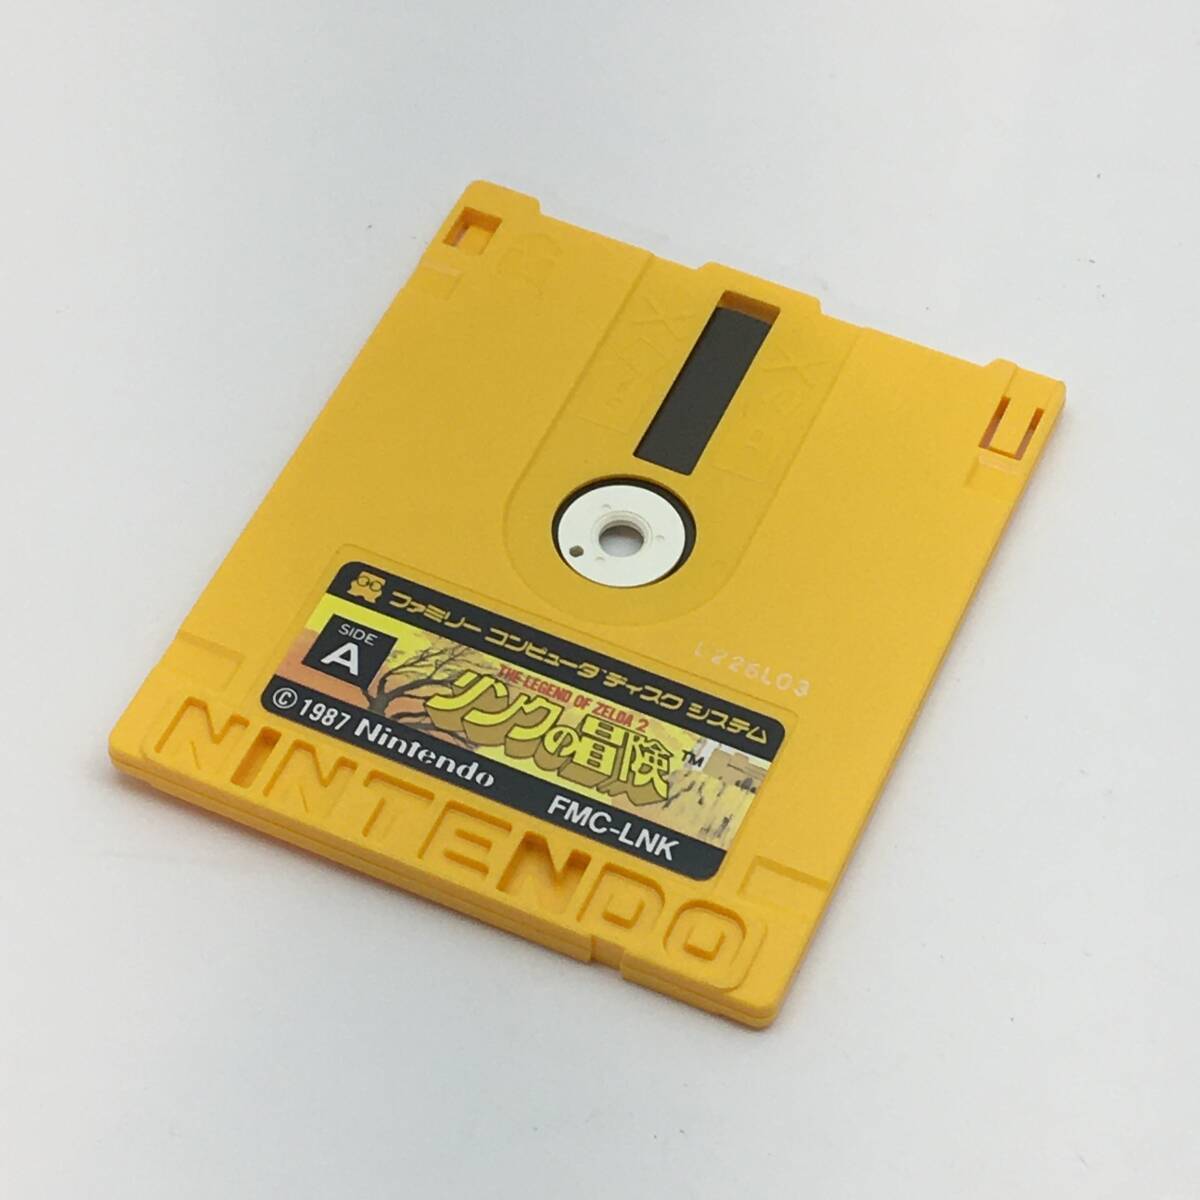 L226L03
ファミリー コンピュータ ディスク システム
SIDE
A
THE LEGEND OF ZELDA 2
リンクの冒険™
© 1987 Nintendo FMC-LNK
NINTENDO